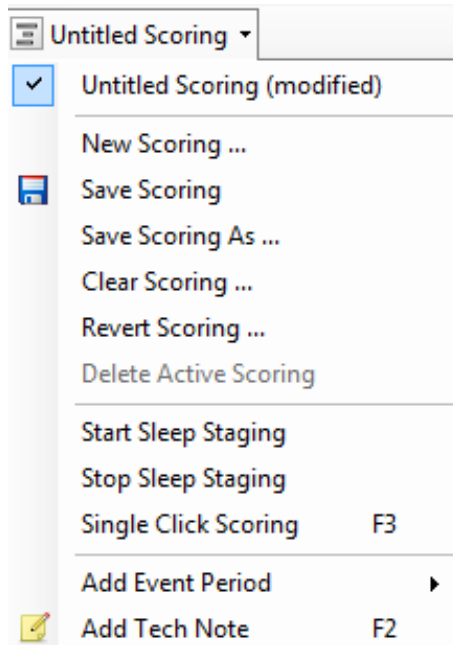 Untitled Scoring
Untitled Scoring (modified)
New Scoring ...
Save Scoring
Save Scoring As ...
Clear Scoring ...
Revert Scoring ...
Delete Active Scoring
Start Sleep Staging
Stop Sleep Staging
Single Click Scoring F3
Add Event Period
Add Tech Note F2